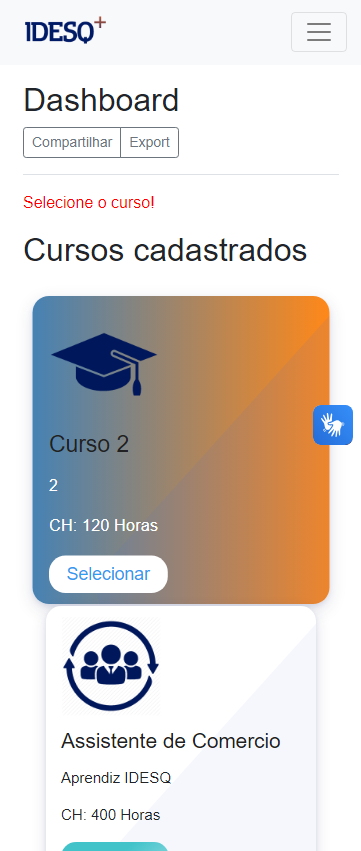 IDESQ+
Dashboard
Compartilhar Export
Selecione o curso!
Cursos cadastrados
Curso 2
2
CH: 120 Horas
Selecionar
Assistente de Comercio
Aprendiz IDESQ
CH: 400 Horas